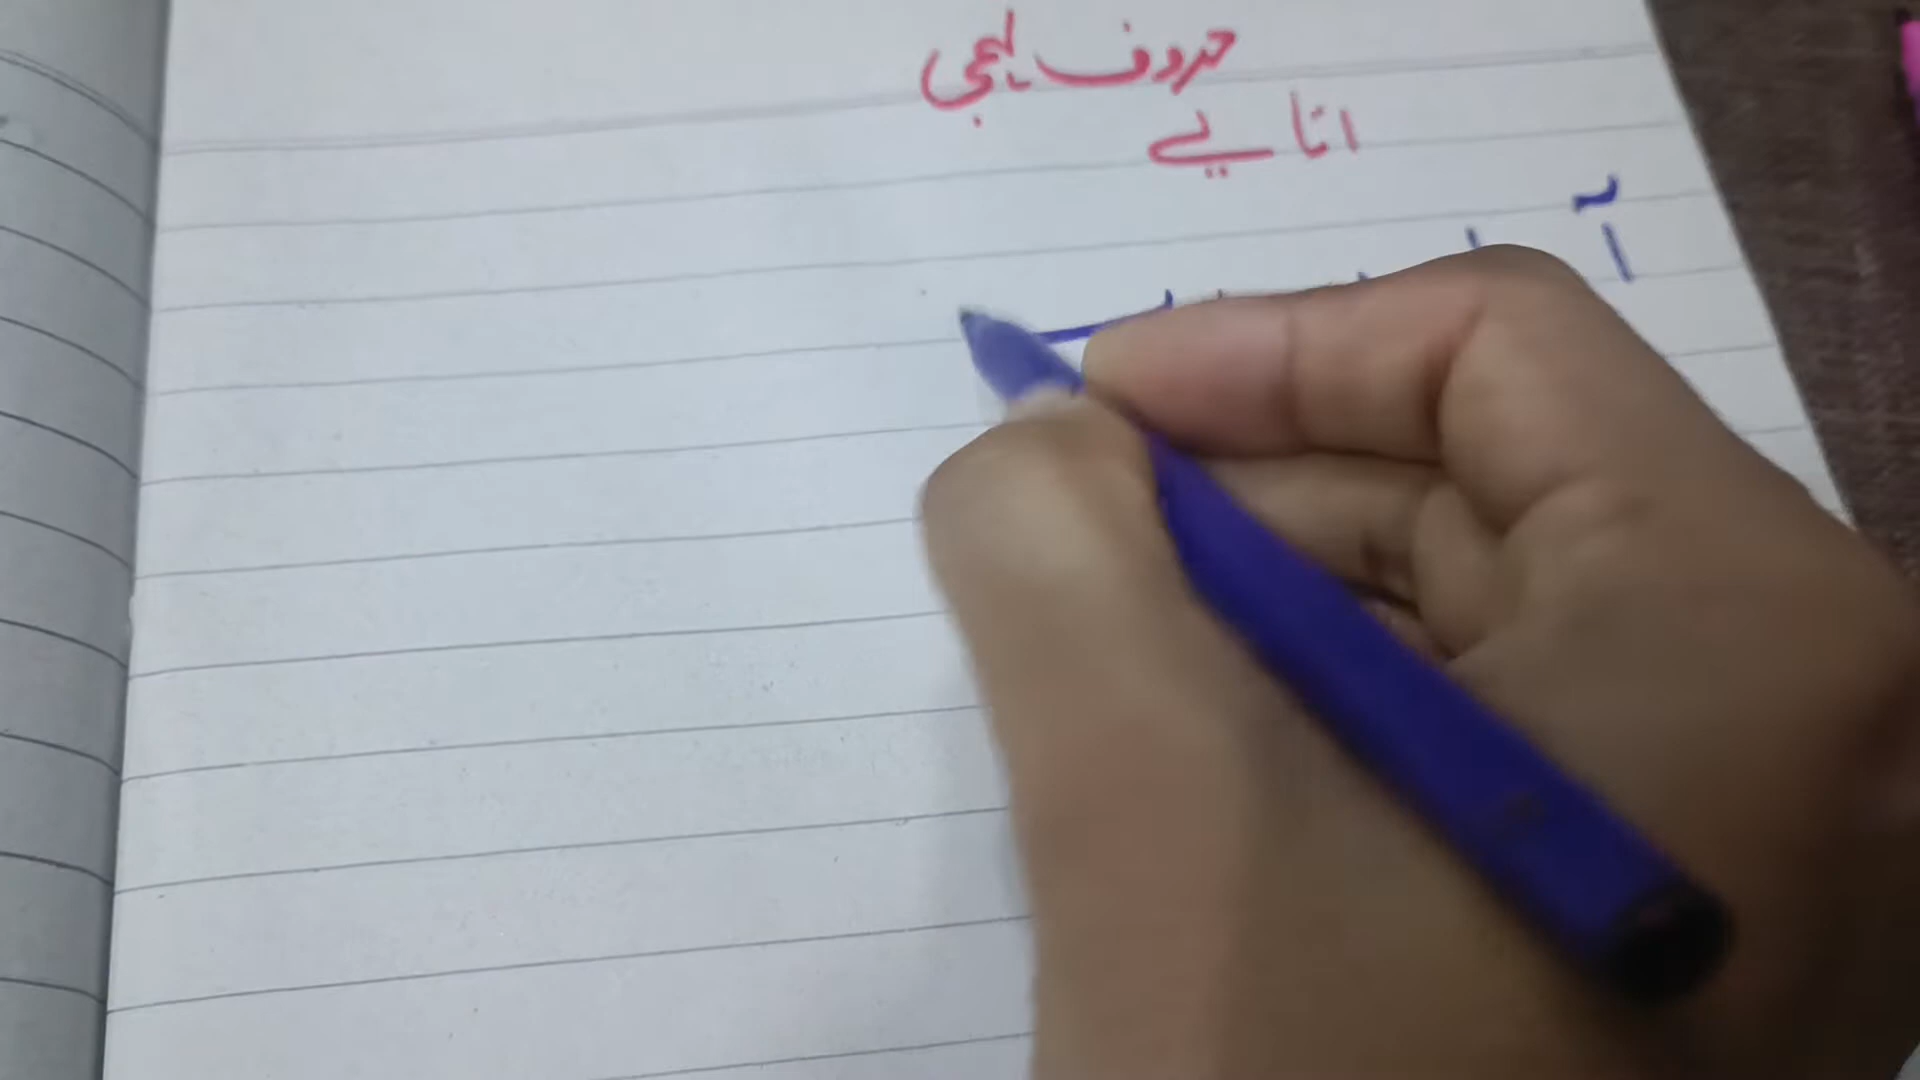 حروف تہجی
ا تا ے
آ ا